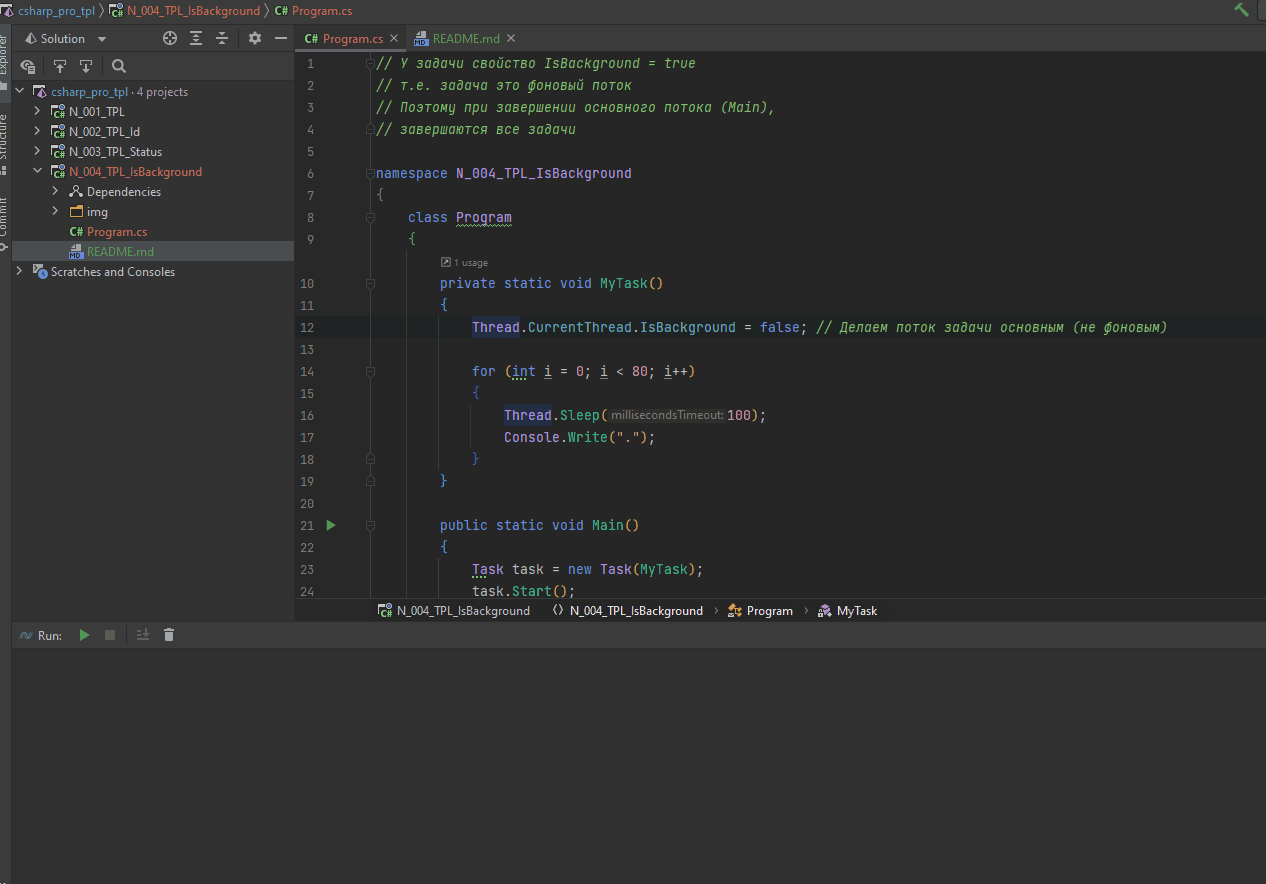 csharp_pro_tpl N_004_TPL_IsBackground C# Program.cs
Explorer
Structure
Commit
Solution
csharp_pro_tpl · 4 projects
C# N_001_TPL
C# N_002_TPL_Id
C# N_003_TPL_Status
C# N_004_TPL_IsBackground
Dependencies
img
C# Program.cs
MD README.md
Scratches and Consoles
C# Program.cs
MD README.md
1 // У задачи свойство IsBackground = true
2 // т.е. задача это фоновый поток
3 // Поэтому при завершении основного потока (Main),
4 // завершаются все задачи
5
6 namespace N_004_TPL_IsBackground
7 {
8 class Program
9 {
1 usage
10 private static void MyTask()
11 {
12 Thread.CurrentThread.IsBackground = false; // Делаем поток задачи основным (не фоновым)
13
14 for (int i = 0; i < 80; i++)
15 {
16 Thread.Sleep( millisecondsTimeout: 100);
17 Console.Write(".");
18 }
19 }
20
21 public static void Main()
22 {
23 Task task = new Task(MyTask);
24 task.Start();
C# N_004_TPL_IsBackground N_004_TPL_IsBackground Program MyTask
Run: